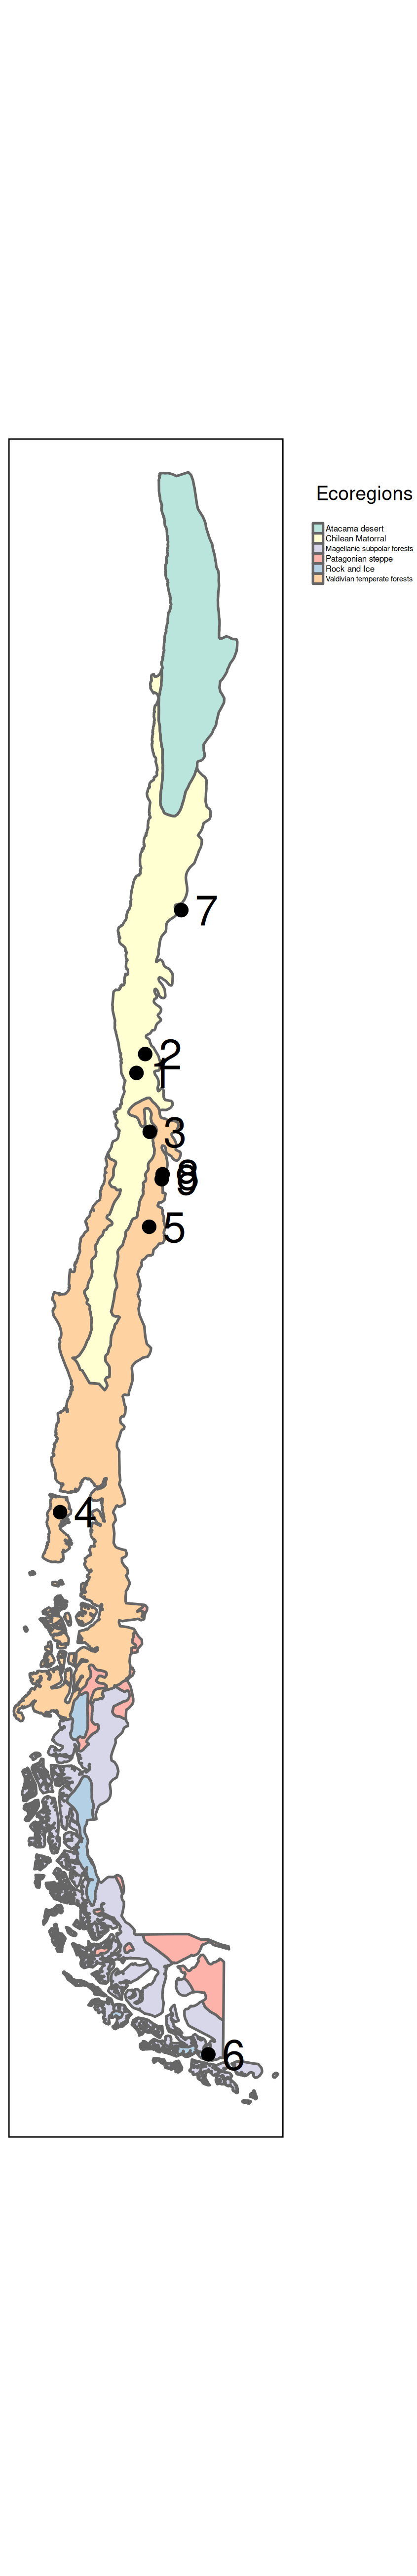 Ecoregions
Atacama desert
Chilean Matorral
Magellanic subpolar forests
Patagonian steppe
Rock and Ice
Valdivian temperate forests
7
2
1
3
8
9
5
4
6